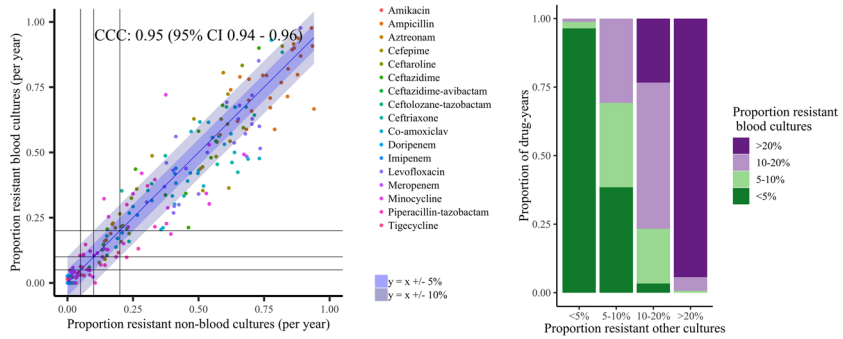 CCC: 0.95 (95% CI 0.94 - 0.96)
Proportion resistant blood cultures (per year)
1.00
0.75
0.50
0.25
0.00
0.00 0.25 0.50 0.75 1.00
Proportion resistant non-blood cultures (per year)
Amikacin
Ampicillin
Aztreonam
Cefepime
Ceftaroline
Ceftazidime
Ceftazidime-avibactam
Ceftolozane-tazobactam
Ceftriaxone
Co-amoxiclav
Doripenem
Imipenem
Levofloxacin
Meropenem
Minocycline
Piperacillin-tazobactam
Tigecycline
y = x +/- 5%
y = x +/- 10%
Proportion of drug-years
1.00
0.75
0.50
0.25
0.00
<5% 5-10% 10-20% >20%
Proportion resistant other cultures
Proportion resistant
blood cultures
>20%
10-20%
5-10%
<5%